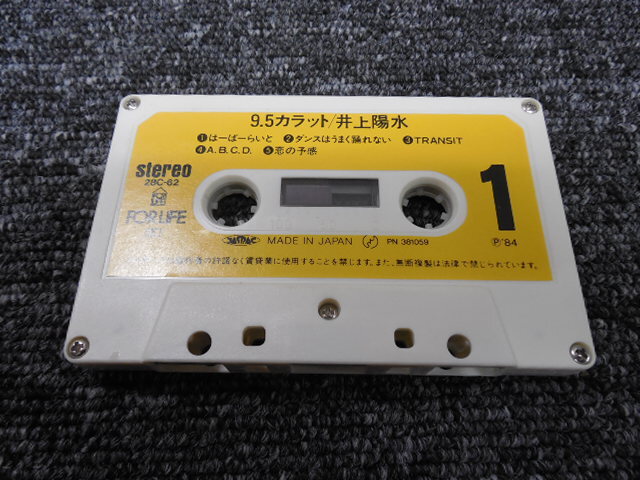 9.5カラット/井上陽水
❶はーばーらいと ❷ダンスはうまく踊れない ❸TRANSIT
❹A.B.C.D. ❺恋の予感
stereo
28C-62
FOR LIFE
1
JASRAC MADE IN JAPAN PN 381059
Ⓟ'84
許諾なく賃貸業に使用することを禁じます。また、無断複製は法律で禁じられています。